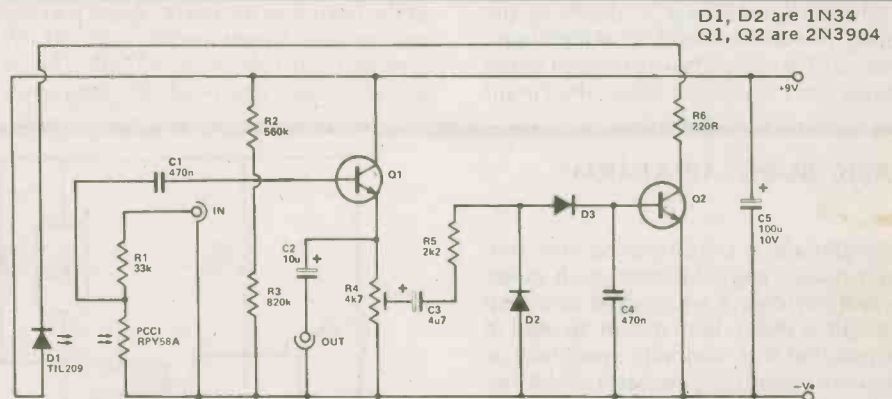 D1, D2 are 1N34
Q1, Q2 are 2N3904
+9V
R2
560k
R6
220R
C1
470n
Q1
IN
Q2
D3
C5
100u
10V
+
R5
2k2
R1
33k
C2
10u
+
R3
820k
R4
4k7
+
C3
4u7
C4
470n
D2
OUT
PCCI
RPY58A
D1
TIL209
-Ve